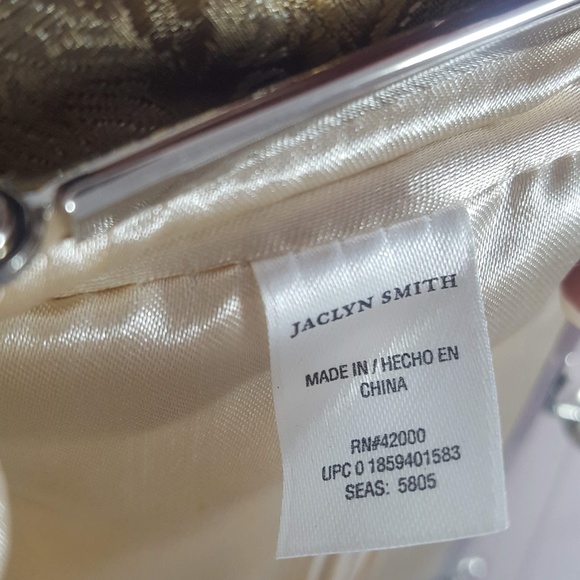 JACLYN SMITH
MADE IN / HECHO EN
CHINA
RN#42000
UPC 0 1859401583
SEAS: 5805